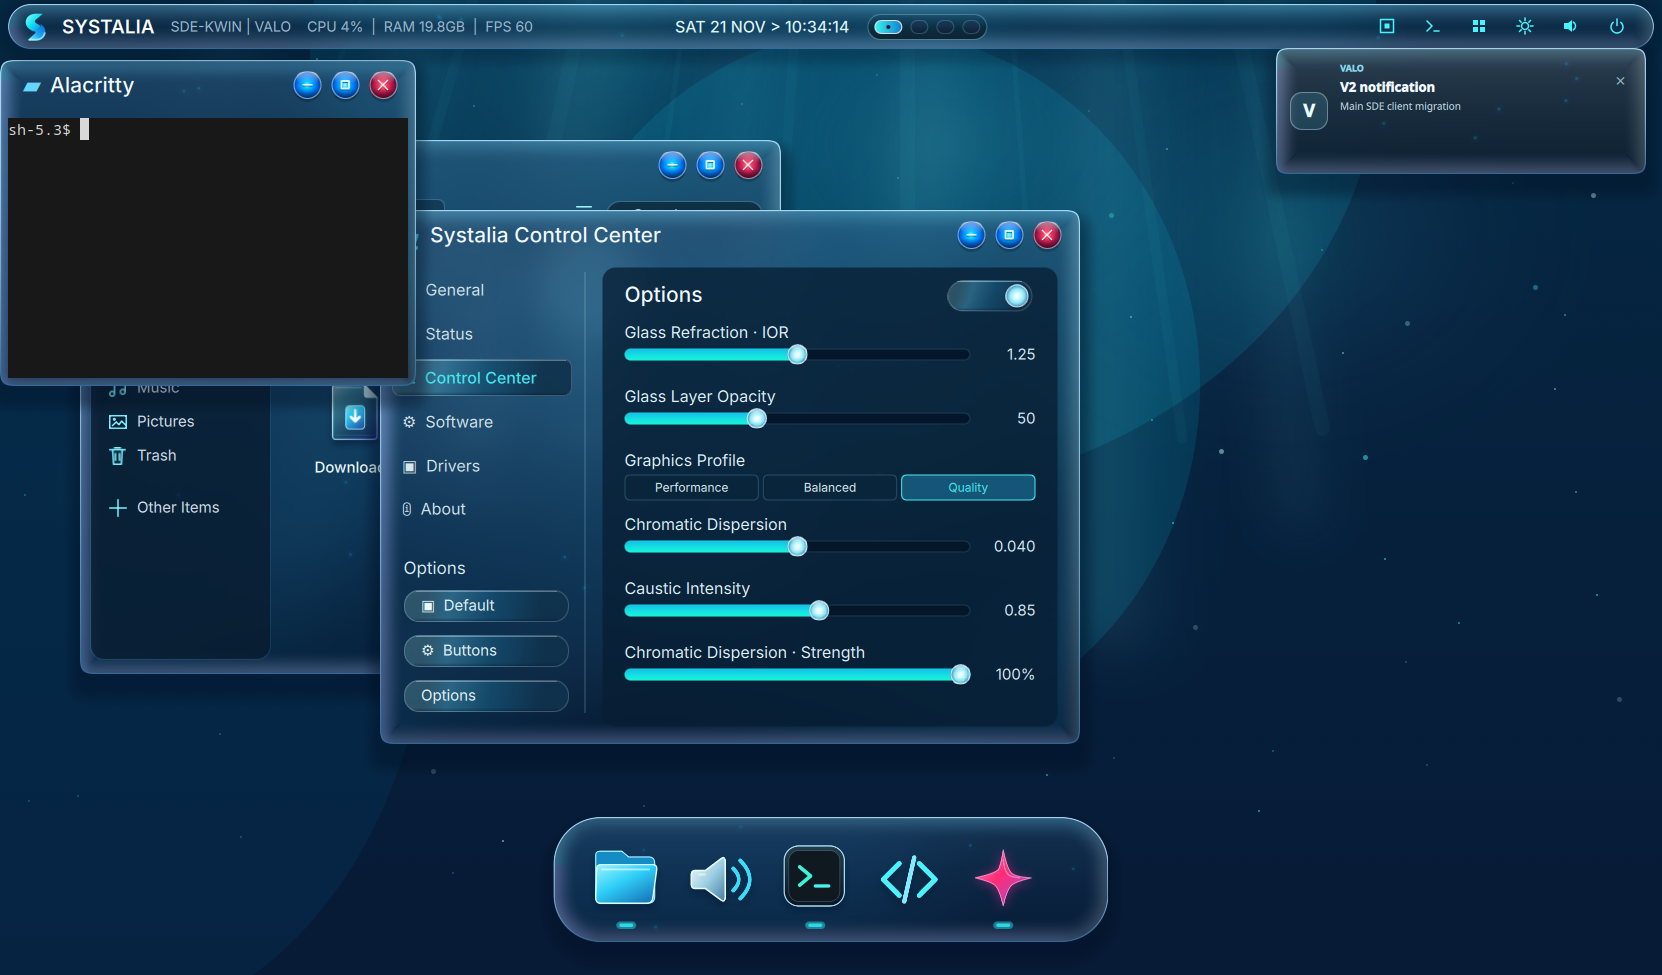 SYSTALIA SDE-KWIN | VALO CPU 4% | RAM 19.8GB | FPS 60 SAT 21 NOV > 10:34:14
VALO
V2 notification
Main SDE client migration
V
Alacritty
sh-5.3$
Music
Pictures
Trash
Other Items
Systalia Control Center
General
Status
Control Center
Software
Drivers
About
Options
Default
Buttons
Options
Options
Glass Refraction · IOR
1.25
Glass Layer Opacity
50
Graphics Profile
Performance Balanced Quality
Chromatic Dispersion
0.040
Caustic Intensity
0.85
Chromatic Dispersion · Strength
100%